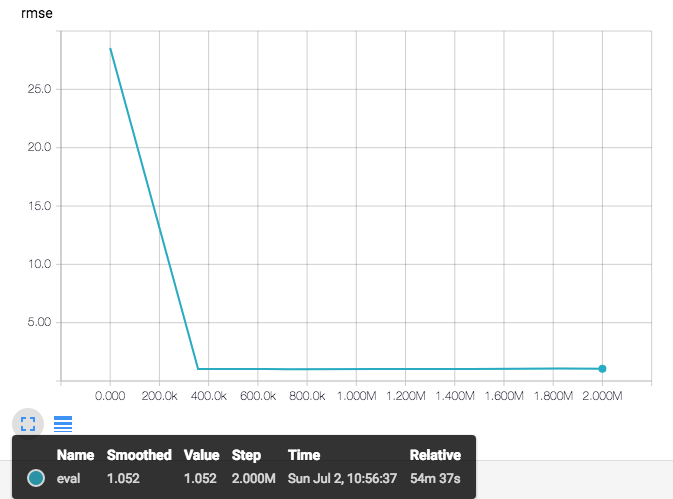 rmse
25.0
20.0
15.0
10.0
5.00
0.000 200.0k 400.0k 600.0k 800.0k 1.000M 1.200M 1.400M 1.600M 1.800M 2.000M
Name Smoothed Value Step Time Relative
eval 1.052 1.052 2.000M Sun Jul 2, 10:56:37 54m 37s